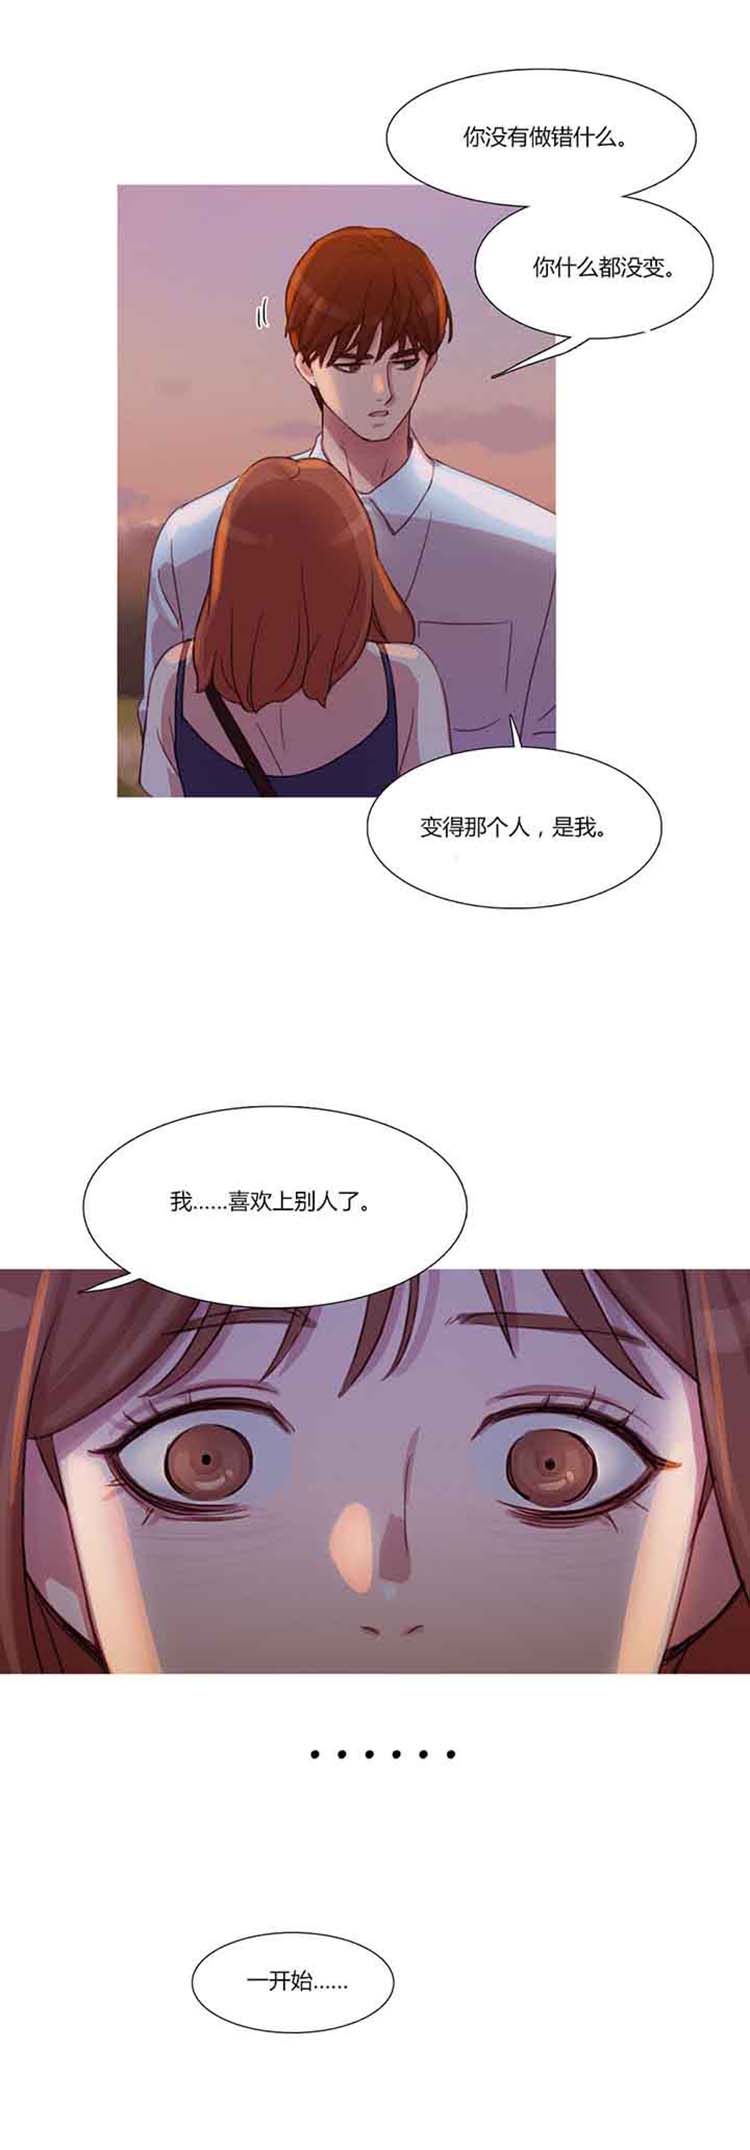 你没有做错什么。
你什么都没变。
变得那个人，是我。
我……喜欢上别人了。
······
一开始……